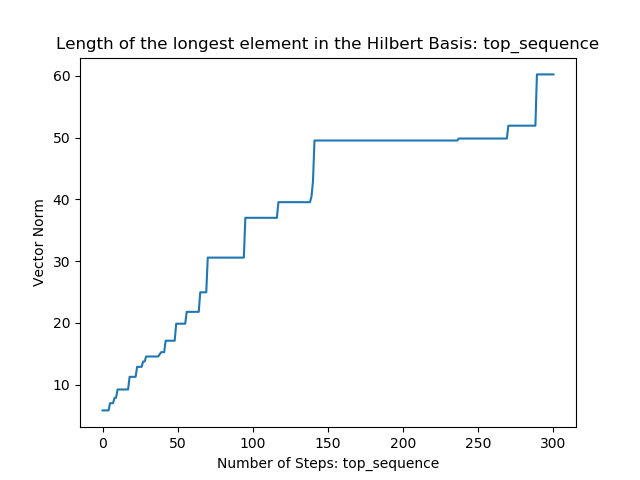 Length of the longest element in the Hilbert Basis: top_sequence
60
50
40
30
20
10
Vector Norm
0 50 100 150 200 250 300
Number of Steps: top_sequence